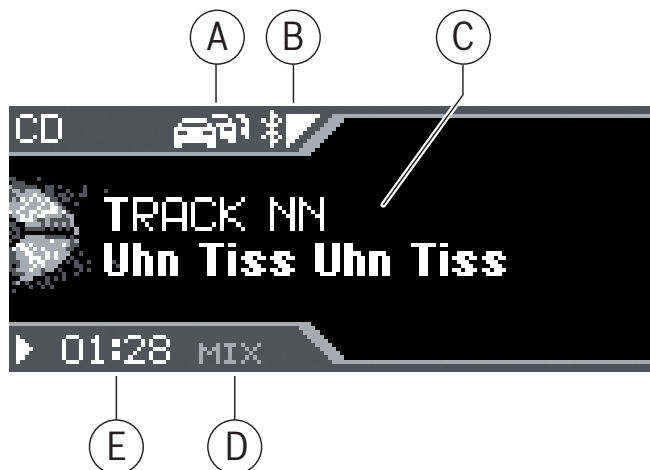 A B C
CD
TRACK NN
Uhn Tiss Uhn Tiss
01:28 MIX
E D